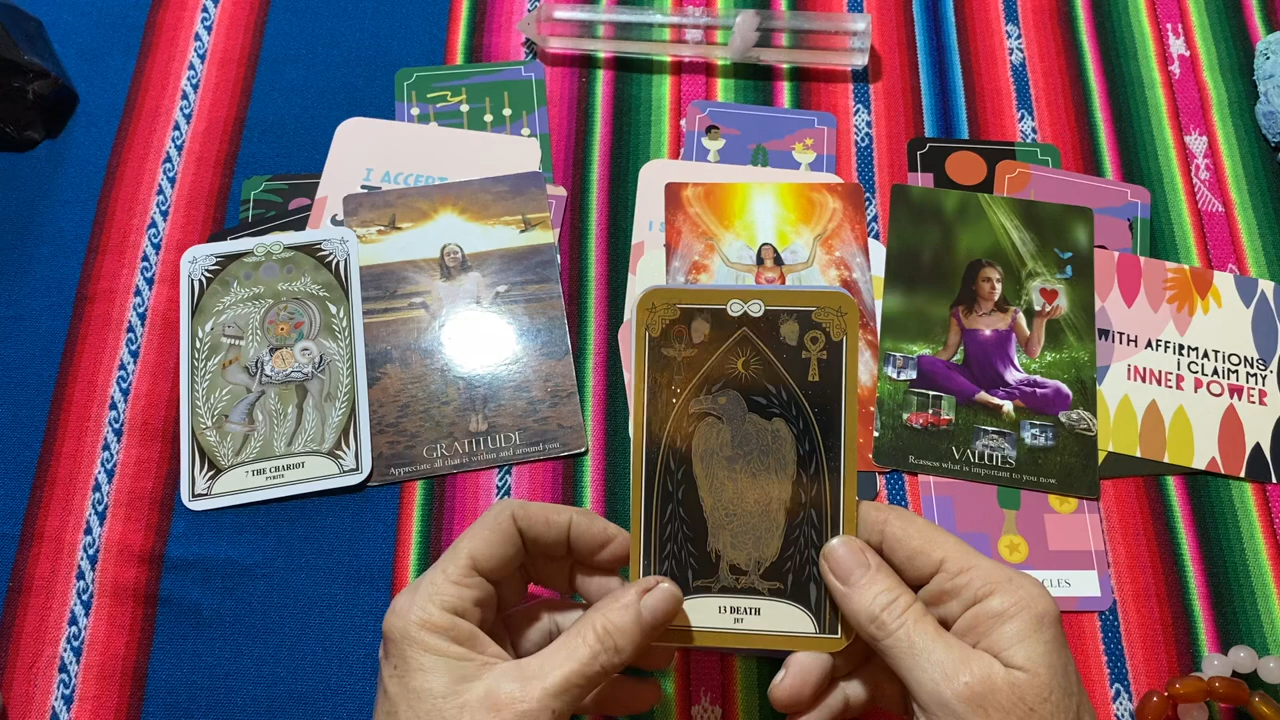 I ACCEPT
I S
7 THE CHARIOT
PYRITE
GRATITUDE
Appreciate all that is within and around you.
13 DEATH
JET
VALUES
Reassess what is important to you now.
WITH AFFIRMATIONS,
I CLAIM MY
INNER POWER
CLES